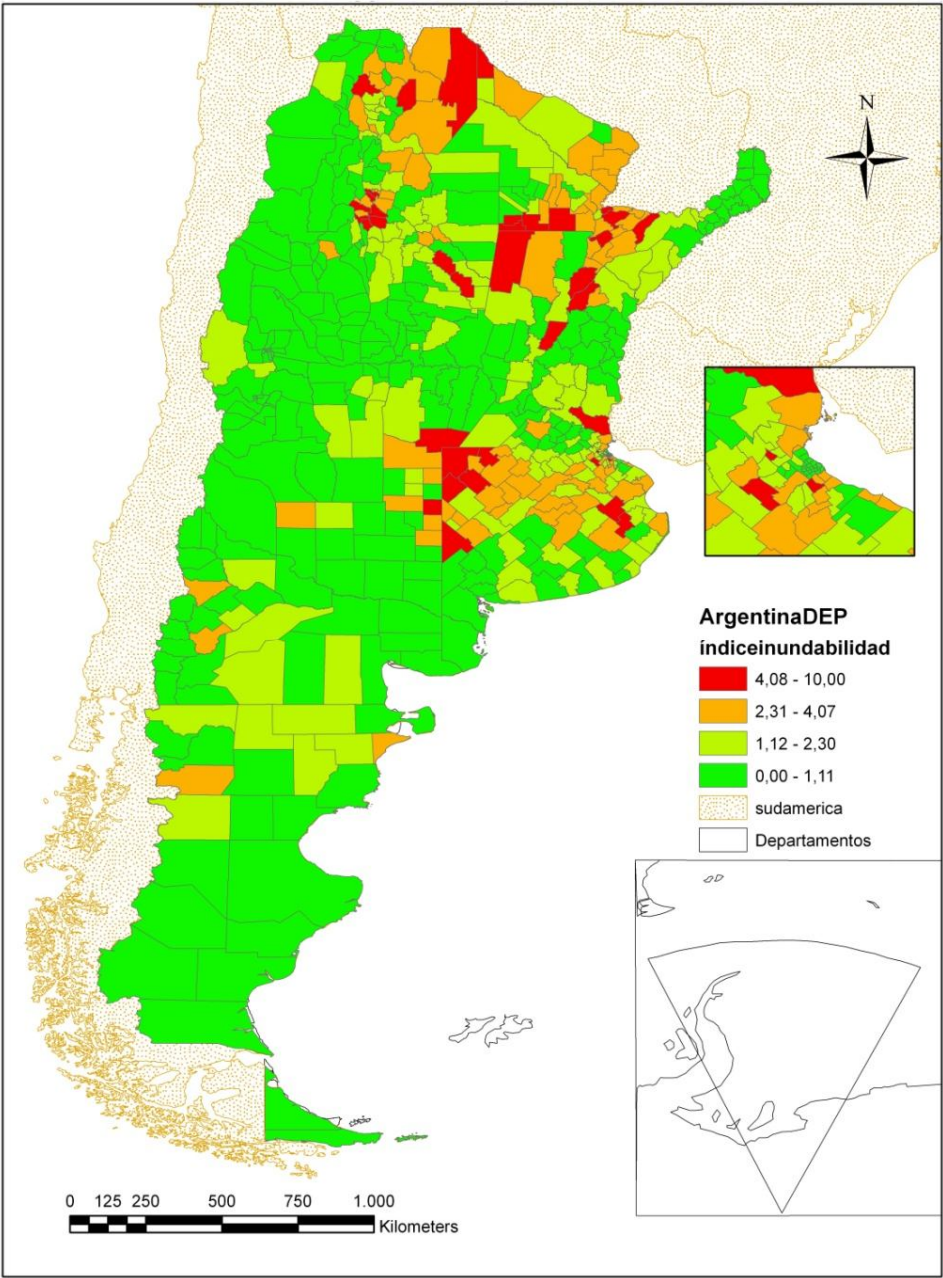 N
ArgentinaDEP
índiceinundabilidad
4,08 - 10,00
2,31 - 4,07
1,12 - 2,30
0,00 - 1,11
sudamerica
Departamentos
0 125 250 500 750 1.000
Kilometers